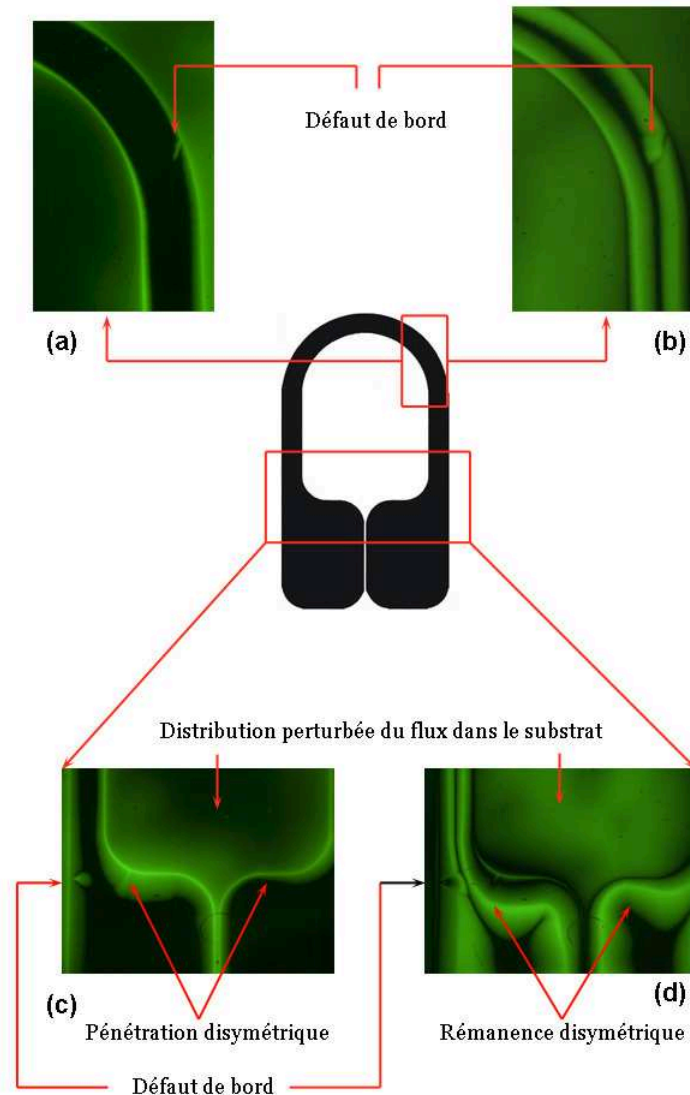 Défaut de bord
(a)
(b)
Distribution perturbée du flux dans le substrat
(c)
(d)
Pénétration disymétrique
Rémanence disymétrique
Défaut de bord